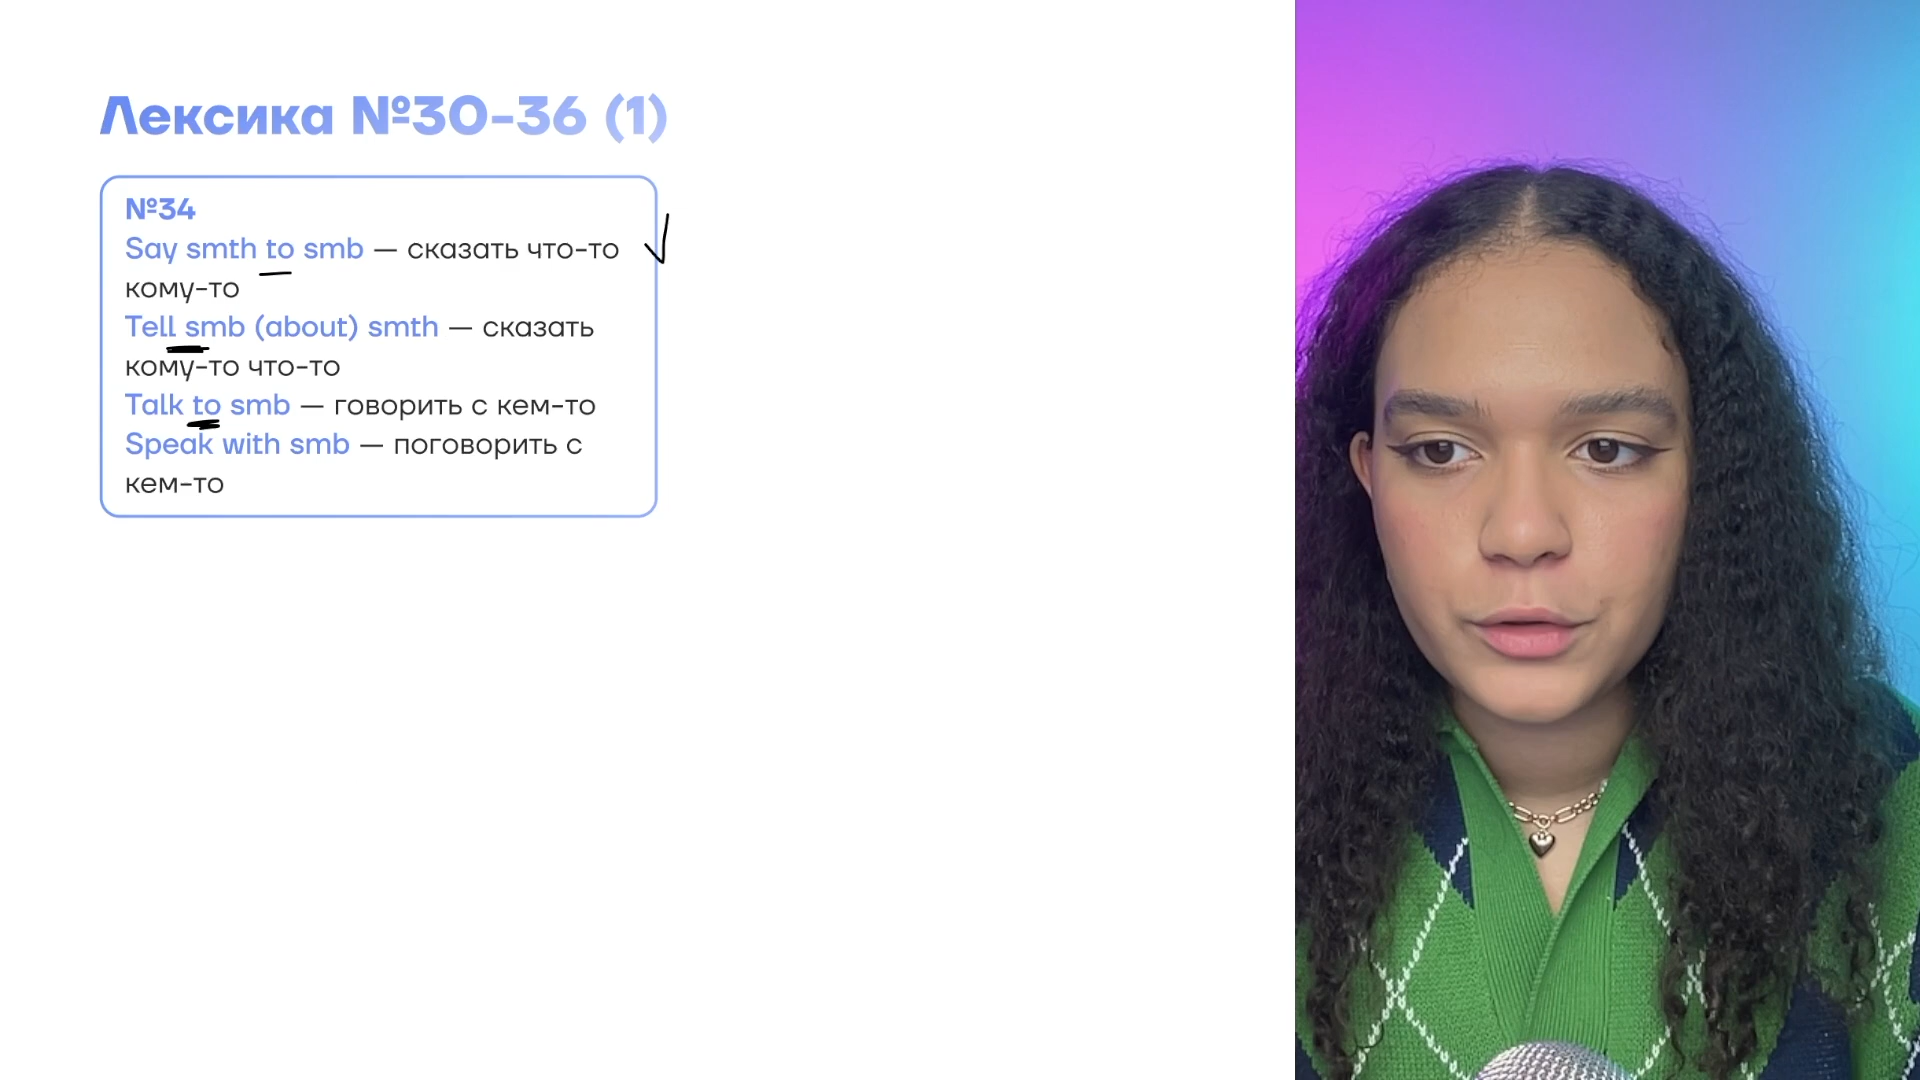 Лексика №30-36 (1)
№34
Say smth to smb — сказать что-то
кому-то
Tell smb (about) smth — сказать
кому-то что-то
Talk to smb — говорить с кем-то
Speak with smb — поговорить с
кем-то